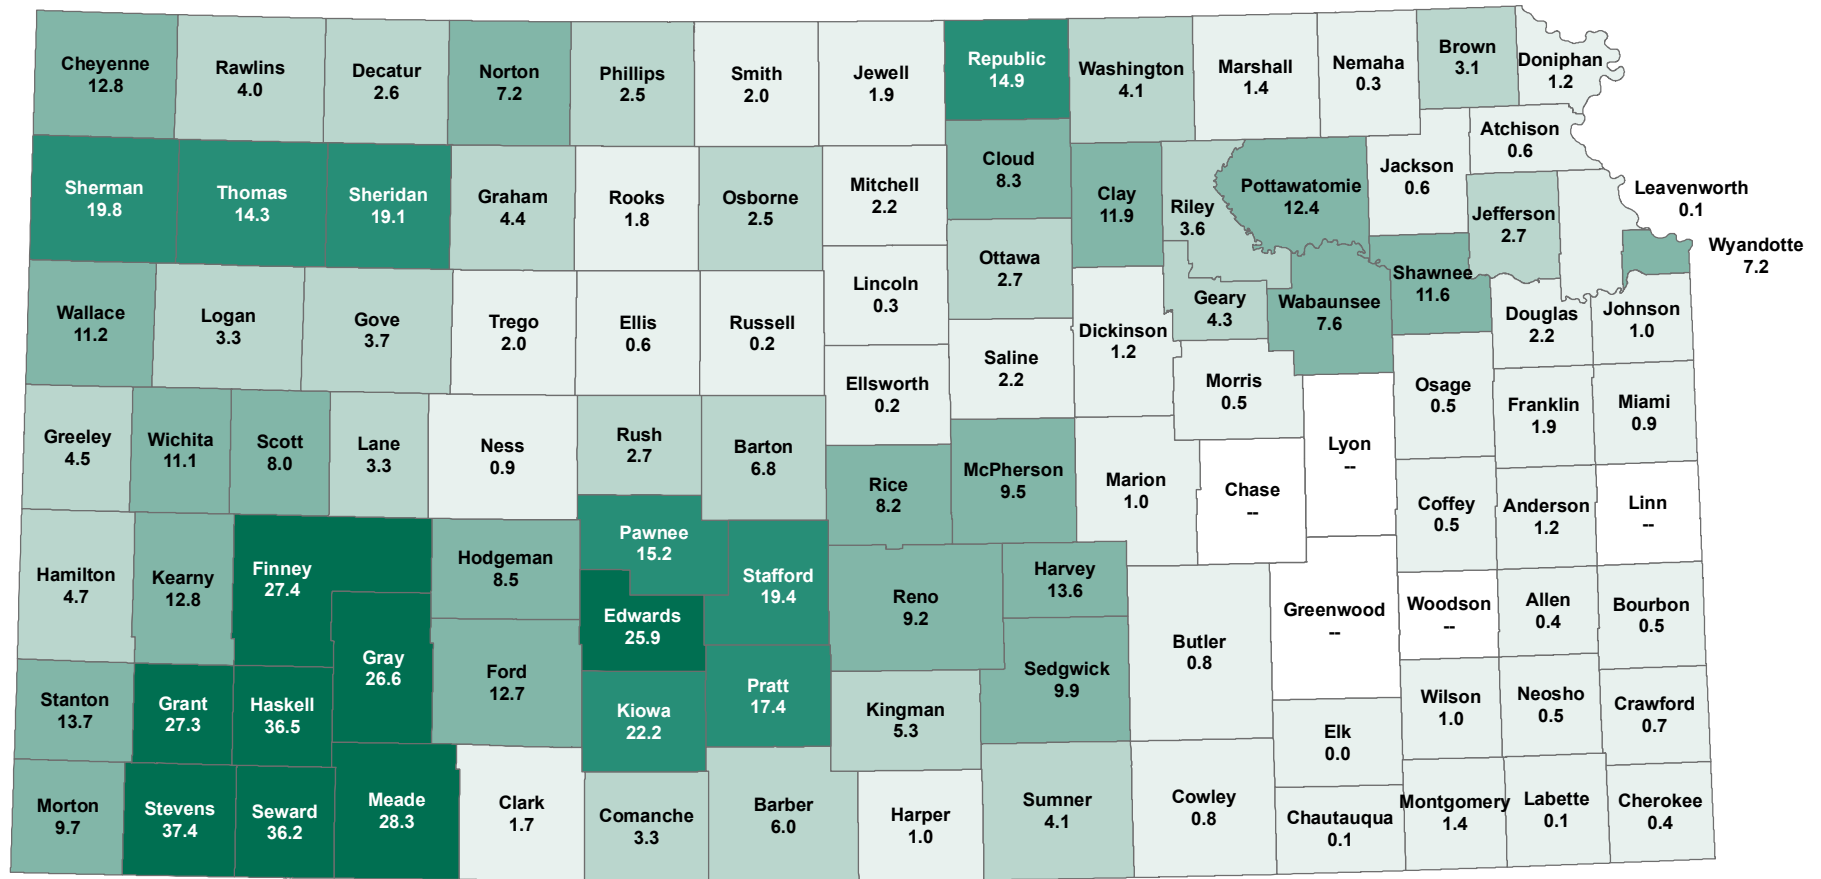 Cheyenne
12.8
Rawlins
4.0
Decatur
2.6
Norton
7.2
Phillips
2.5
Smith
2.0
Jewell
1.9
Republic
14.9
Washington
4.1
Marshall
1.4
Nemaha
0.3
Brown
3.1
Doniphan
1.2
Sherman
19.8
Thomas
14.3
Sheridan
19.1
Graham
4.4
Rooks
1.8
Osborne
2.5
Mitchell
2.2
Cloud
8.3
Clay
11.9
Riley
3.6
Pottawatomie
12.4
Jackson
0.6
Atchison
0.6
Jefferson
2.7
Leavenworth
0.1
Wyandotte
7.2
Wallace
11.2
Logan
3.3
Gove
3.7
Trego
2.0
Ellis
0.6
Russell
0.2
Lincoln
0.3
Ottawa
2.7
Saline
2.2
Dickinson
1.2
Geary
4.3
Wabaunsee
7.6
Shawnee
11.6
Douglas
2.2
Johnson
1.0
Greeley
4.5
Wichita
11.1
Scott
8.0
Lane
3.3
Ness
0.9
Rush
2.7
Barton
6.8
Ellsworth
0.2
Rice
8.2
McPherson
9.5
Marion
1.0
Morris
0.5
Chase
--
Lyon
--
Osage
0.5
Franklin
1.9
Miami
0.9
Coffey
0.5
Anderson
1.2
Linn
--
Hamilton
4.7
Kearny
12.8
Finney
27.4
Hodgeman
8.5
Pawnee
15.2
Stafford
19.4
Edwards
25.9
Reno
9.2
Harvey
13.6
Butler
0.8
Greenwood
--
Woodson
--
Allen
0.4
Bourbon
0.5
Stanton
13.7
Grant
27.3
Haskell
36.5
Gray
26.6
Ford
12.7
Kiowa
22.2
Pratt
17.4
Kingman
5.3
Sedgwick
9.9
Elk
0.0
Wilson
1.0
Neosho
0.5
Crawford
0.7
Morton
9.7
Stevens
37.4
Seward
36.2
Meade
28.3
Clark
1.7
Comanche
3.3
Barber
6.0
Harper
1.0
Sumner
4.1
Cowley
0.8
Chautauqua
0.1
Montgomery
1.4
Labette
0.1
Cherokee
0.4